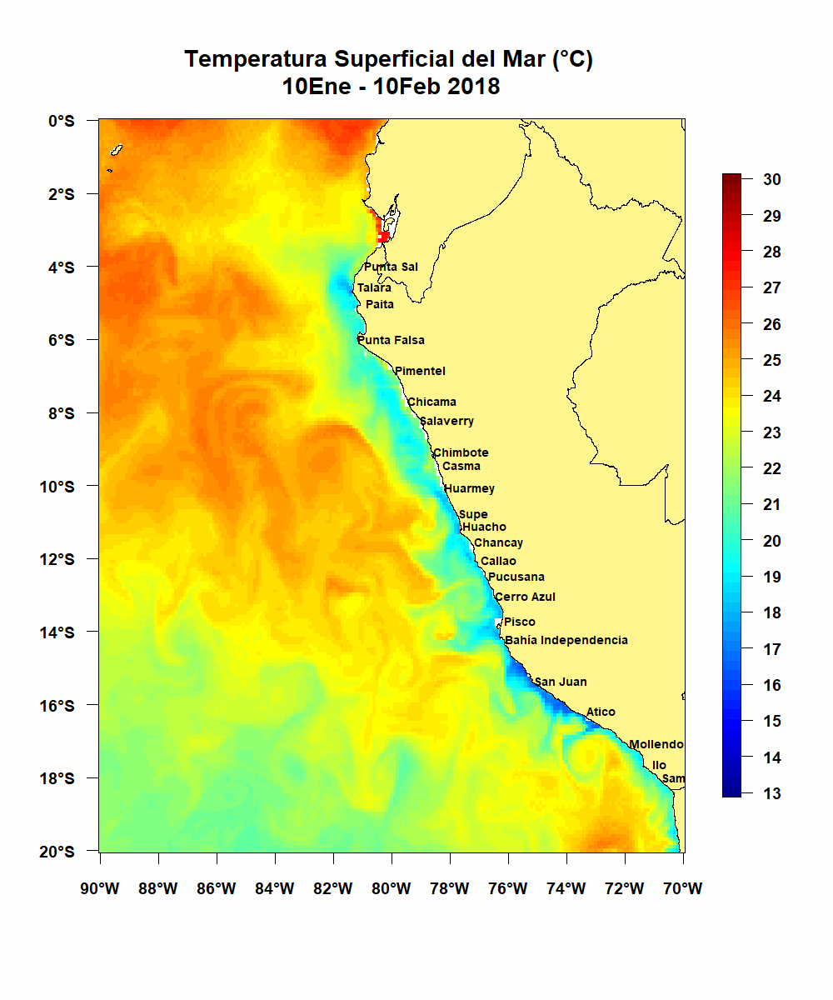 Temperatura Superficial del Mar (°C)
10Ene - 10Feb 2018
0°S
2°S
4°S
6°S
8°S
10°S
12°S
14°S
16°S
18°S
20°S
Punta Sal
Talara
Paita
Punta Falsa
Pimentel
Chicama
Salaverry
Chimbote
Casma
Huarmey
Supe
Huacho
Chancay
Callao
Pucusana
Cerro Azul
Pisco
Bahía Independencia
San Juan
Atico
Mollendo
Ilo
Sam
30
29
28
27
26
25
24
23
22
21
20
19
18
17
16
15
14
13
90°W 88°W 86°W 84°W 82°W 80°W 78°W 76°W 74°W 72°W 70°W